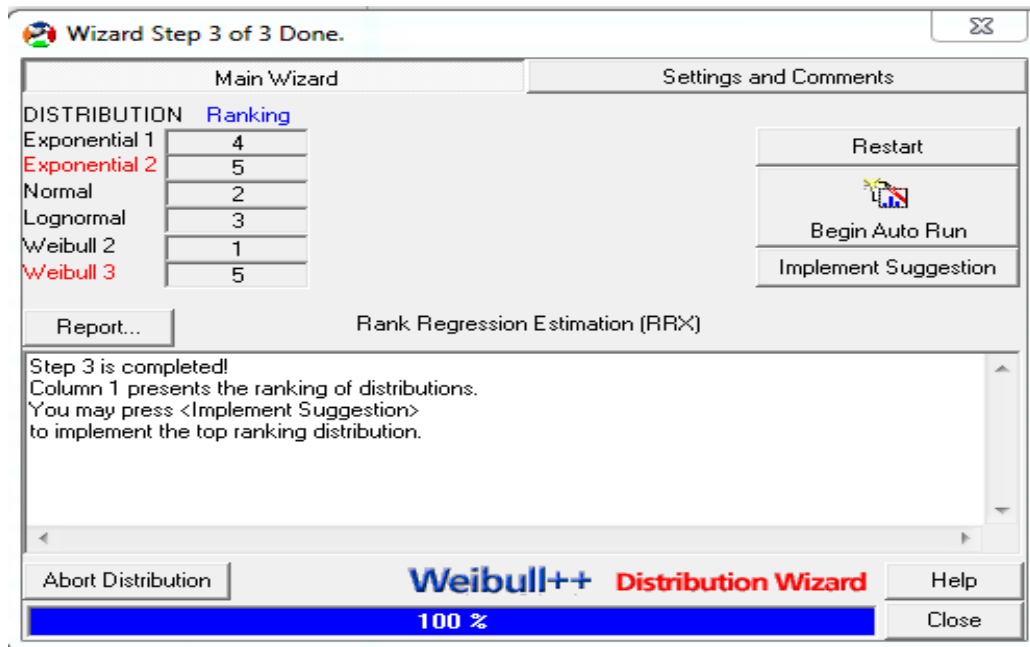 Wizard Step 3 of 3 Done.
Main Wizard
Settings and Comments
DISTRIBUTION Ranking
Exponential 1 4
Exponential 2 5
Normal 2
Lognormal 3
Weibull 2 1
Weibull 3 5
Restart
Begin Auto Run
Implement Suggestion
Report...
Rank Regression Estimation (RRX)
Step 3 is completed!
Column 1 presents the ranking of distributions.
You may press <Implement Suggestion>
to implement the top ranking distribution.
Abort Distribution
Weibull++ Distribution Wizard
Help
100 %
Close